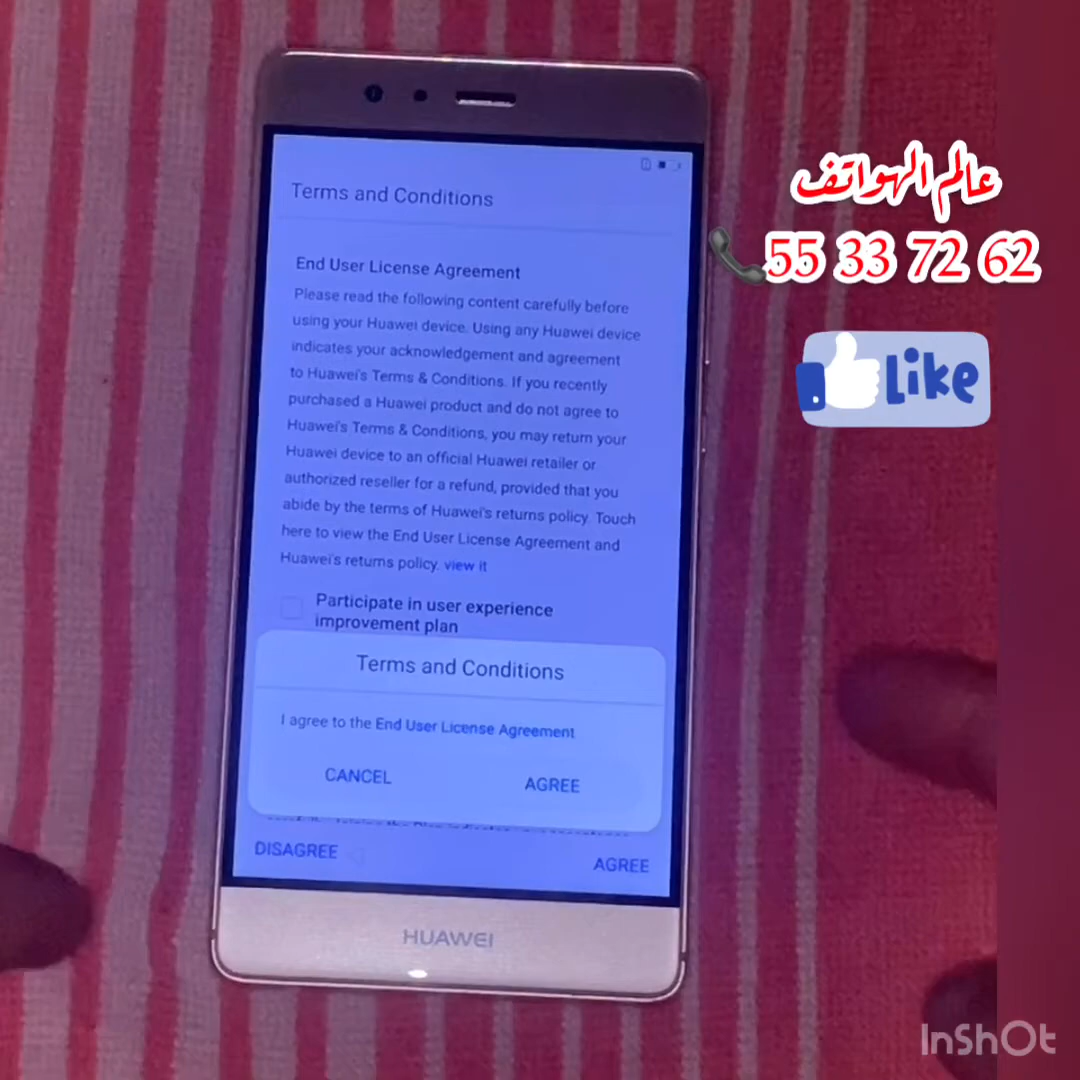 Terms and Conditions
End User License Agreement
Please read the following content carefully before
using your Huawei device. Using any Huawei device
indicates your acknowledgement and agreement
to Huawei's Terms & Conditions. If you recently
purchased a Huawei product and do not agree to
Huawei's Terms & Conditions, you may return your
Huawei device to an official Huawei retailer or
authorized reseller for a refund, provided that you
abide by the terms of Huawei's returns policy. Touch
here to view the End User License Agreement and
Huawei's returns policy. view it
Participate in user experience
improvement plan
Terms and Conditions
I agree to the End User License Agreement
CANCEL
AGREE
DISAGREE
AGREE
HUAWEI
عالم الهواتف
55 33 72 62
Like
InShOt